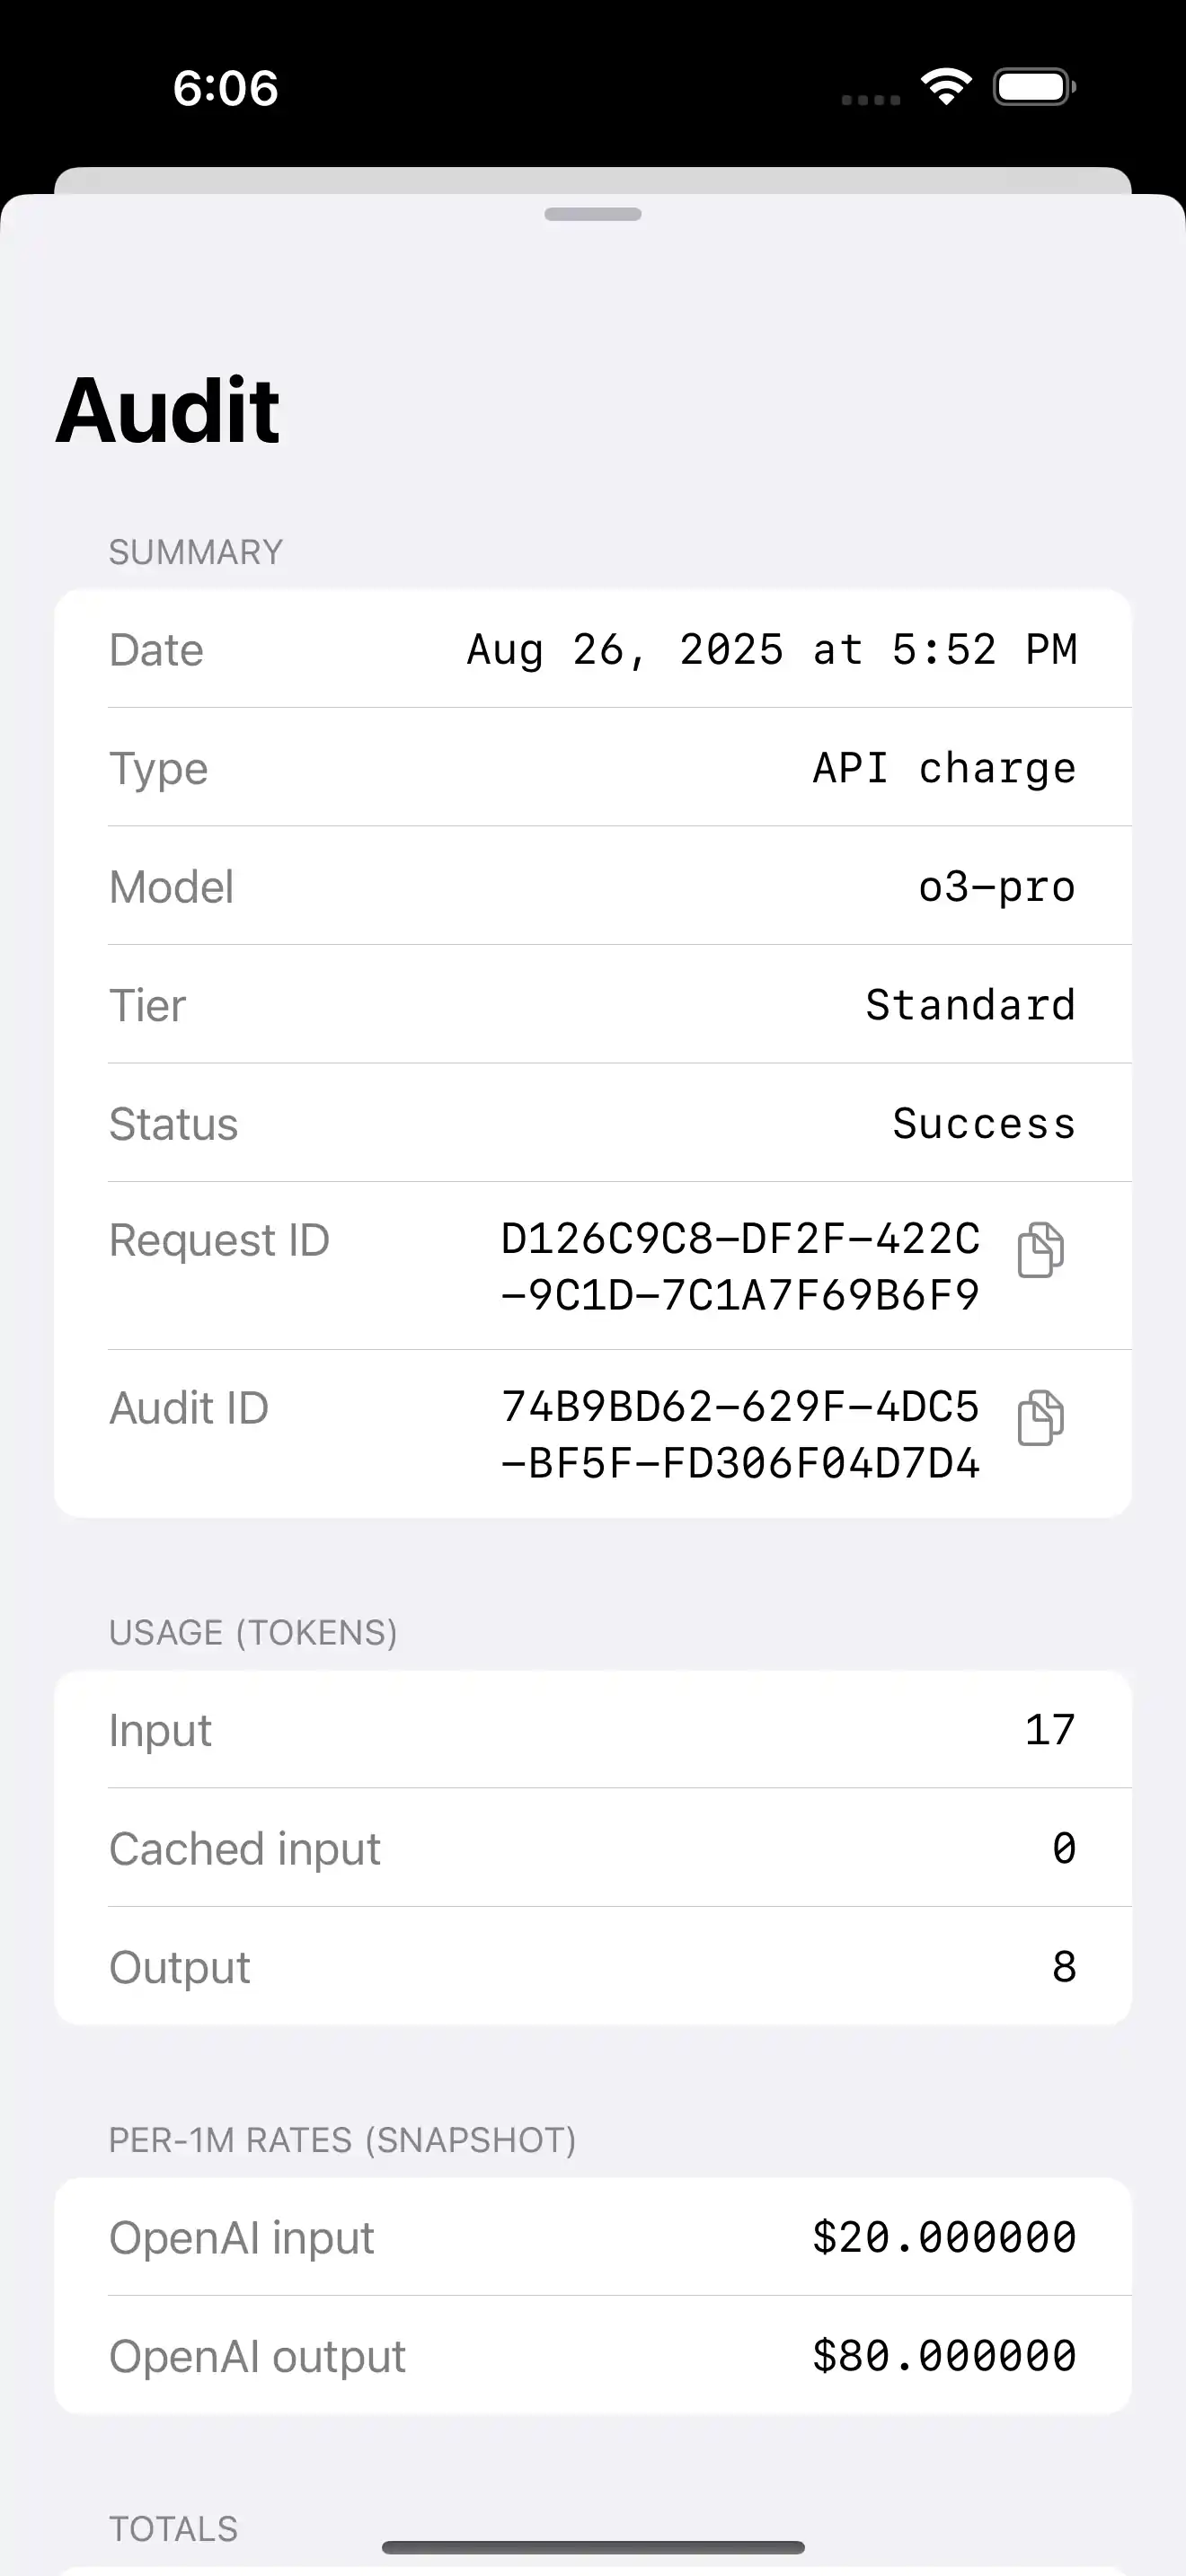 6:06
Audit
SUMMARY
Date Aug 26, 2025 at 5:52 PM
Type API charge
Model o3-pro
Tier Standard
Status Success
Request ID D126C9C8-DF2F-422C
-9C1D-7C1A7F69B6F9
Audit ID 74B9BD62-629F-4DC5
-BF5F-FD306F04D7D4
USAGE (TOKENS)
Input 17
Cached input 0
Output 8
PER-1M RATES (SNAPSHOT)
OpenAI input $20.000000
OpenAI output $80.000000
TOTALS